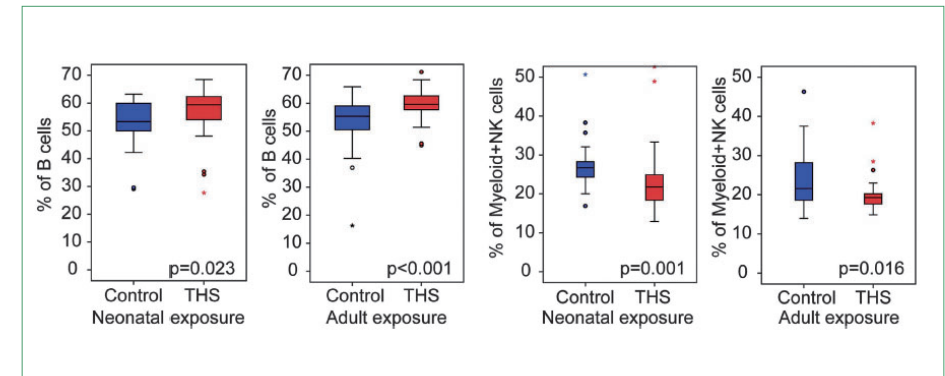 % of B cells
70
60
50
40
30
20
10
0
p=0.023
Control THS
Neonatal exposure
% of B cells
70
60
50
40
30
20
10
0
p<0.001
Control THS
Adult exposure
% of Myeloid+NK cells
50
40
30
20
10
0
p=0.001
Control THS
Neonatal exposure
% of Myeloid+NK cells
50
40
30
20
10
0
p=0.016
Control THS
Adult exposure